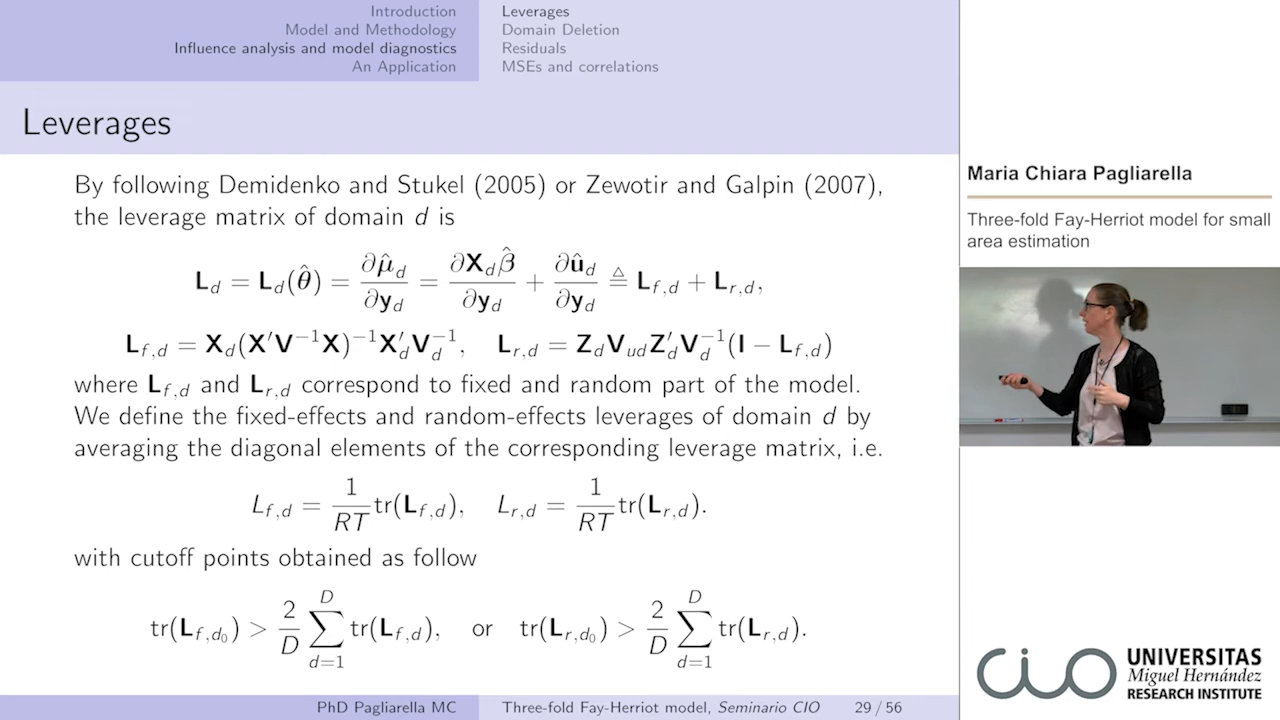 Introduction
Model and Methodology
Influence analysis and model diagnostics
An Application
Leverages
Domain Deletion
Residuals
MSEs and correlations
Leverages
By following Demidenko and Stukel (2005) or Zewotir and Galpin (2007),
the leverage matrix of domain d is
L_d = L_d(θ̂) = ∂μ̂_d/∂y_d = ∂X_dβ̂/∂y_d + ∂û_d/∂y_d ≜ L_{f,d} + L_{r,d},
L_{f,d} = X_d(X′V⁻¹X)⁻¹X′_dV_d⁻¹, L_{r,d} = Z_dV_{ud}Z′_dV_d⁻¹(I − L_{f,d})
where L_{f,d} and L_{r,d} correspond to fixed and random part of the model.
We define the fixed-effects and random-effects leverages of domain d by
averaging the diagonal elements of the corresponding leverage matrix, i.e.
L_{f,d} = 1/RT tr(L_{f,d}), L_{r,d} = 1/RT tr(L_{r,d}).
with cutoff points obtained as follow
tr(L_{f,d₀}) > 2/D ∑_{d=1}^{D} tr(L_{f,d}), or tr(L_{r,d₀}) > 2/D ∑_{d=1}^{D} tr(L_{r,d}).
PhD Pagliarella MC
Three-fold Fay-Herriot model, Seminario CIO
29 / 56
Maria Chiara Pagliarella
Three-fold Fay-Herriot model for small
area estimation
CIO
UNIVERSITAS
Miguel Hernández
RESEARCH INSTITUTE